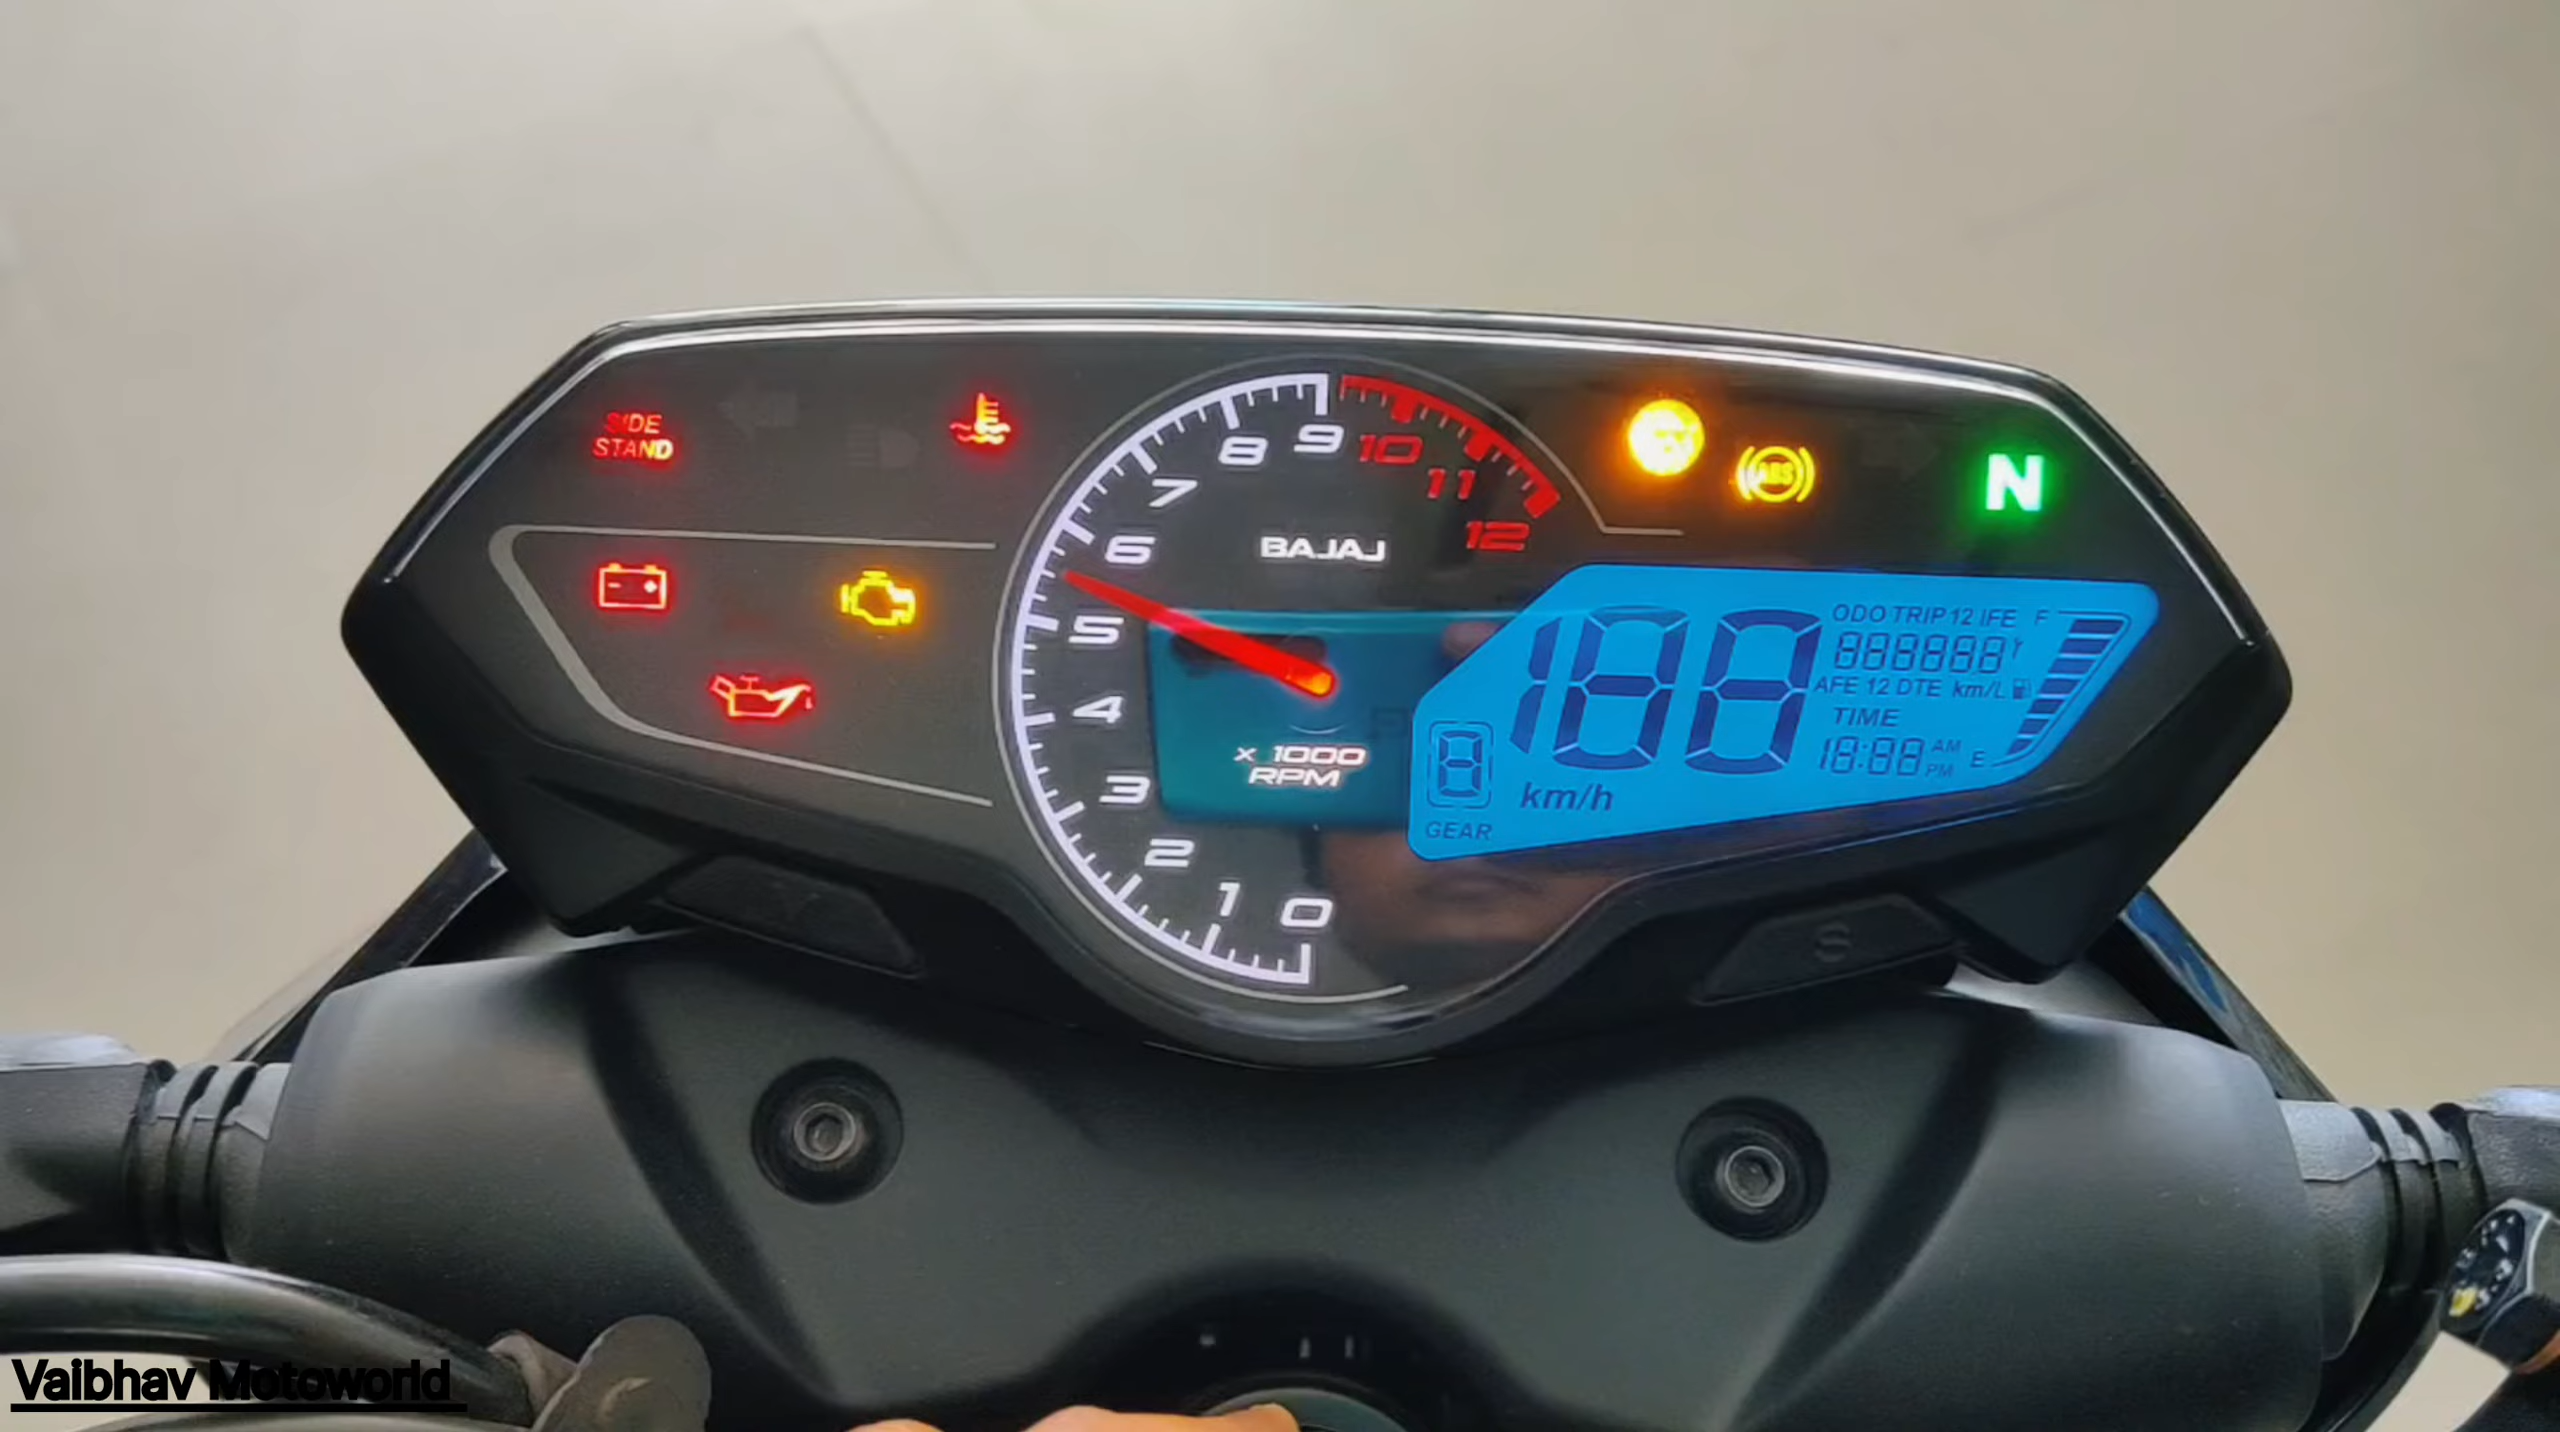 SIDE
STAND
ABS
N
0
1
2
3
4
5
6
7
8
9
10
11
12
BAJAJ
x 1000
RPM
ODO TRIP 12 IFE F
188
888888
AFE 12 DTE km/L
TIME
18:88 AM
PM
E
8
km/h
GEAR
S
Vaibhav Motoworld